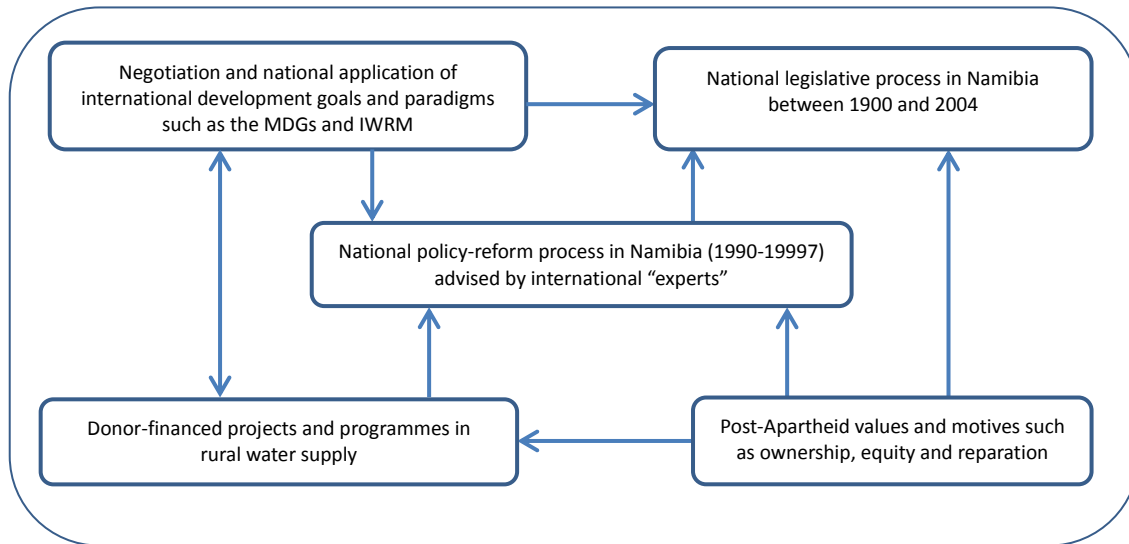 Negotiation and national application of
international development goals and paradigms
such as the MDGs and IWRM
National legislative process in Namibia
between 1900 and 2004
National policy-reform process in Namibia (1990-19997)
advised by international “experts”
Donor-financed projects and programmes in
rural water supply
Post-Apartheid values and motives such
as ownership, equity and reparation